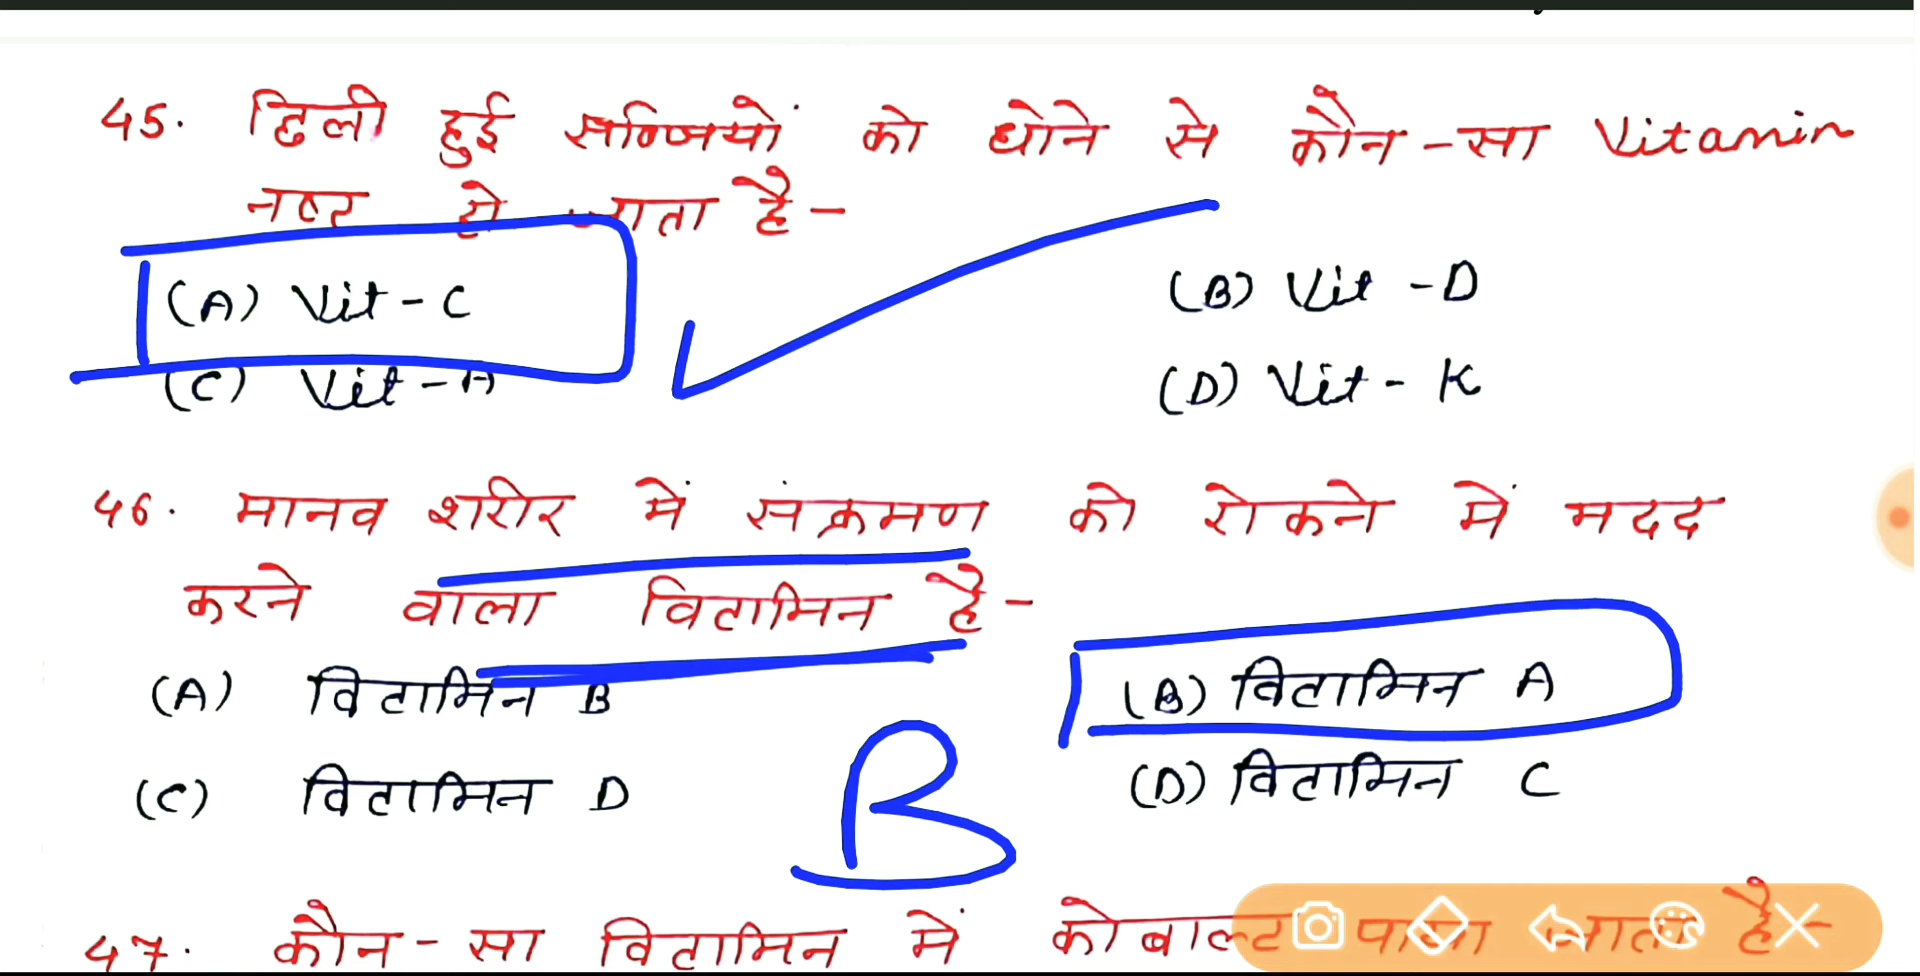 45. छिली हुई सब्जियों को धोने से कौन-सा Vitamin
नष्ट हो जाता है-
(A) Vit-C (B) Vit-D
(C) Vit-A (D) Vit-K
46. मानव शरीर में संक्रमण को रोकने में मदद
करने वाला विटामिन है-
(A) विटामिन B (B) विटामिन A
(C) विटामिन D (D) विटामिन C
B
47. कौन-सा विटामिन में कोबाल्ट पाया जाता है-